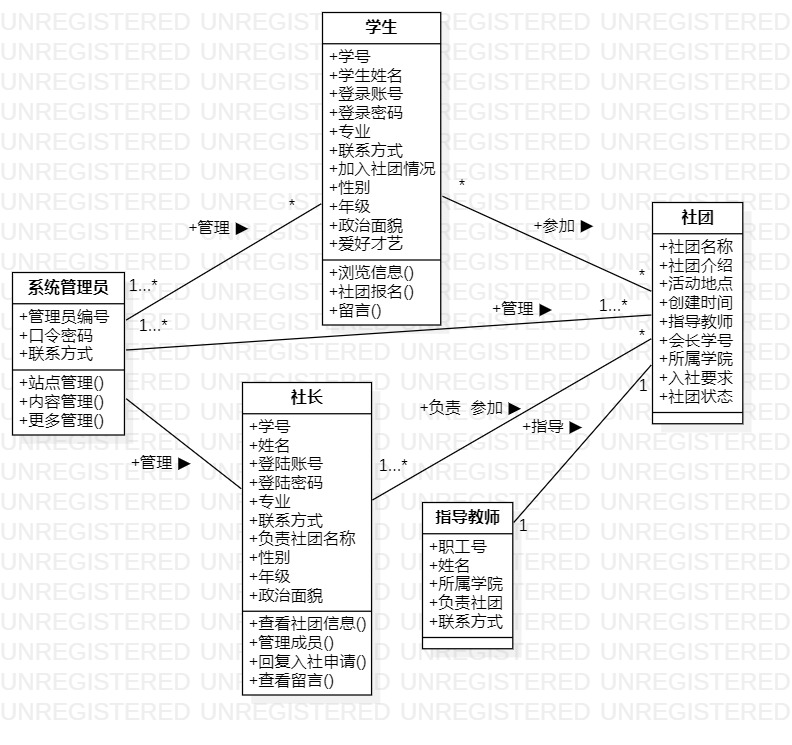 UNREGISTERED UNREGISTERED UNREGISTERED UNREGISTERED
学生
+学号
+学生姓名
+登录账号
+登录密码
+专业
+联系方式
+加入社团情况
+性别
+年级
+政治面貌
+爱好才艺
+浏览信息()
+社团报名()
+留言()
*
+管理 ▶
1...*
*
+参加 ▶
*
社团
+社团名称
+社团介绍
+活动地点
+创建时间
+指导教师
+会长学号
+所属学院
+入社要求
+社团状态
系统管理员
+管理员编号
+口令密码
+联系方式
+站点管理()
+内容管理()
+更多管理()
1...*
+管理 ▶
1...*
+管理 ▶
社长
+学号
+姓名
+登陆账号
+登陆密码
+专业
+联系方式
+负责社团名称
+性别
+年级
+政治面貌
+查看社团信息()
+管理成员()
+回复入社申请()
+查看留言()
*
+负责 参加 ▶
1...*
1
+指导 ▶
1
指导教师
+职工号
+姓名
+所属学院
+负责社团
+联系方式